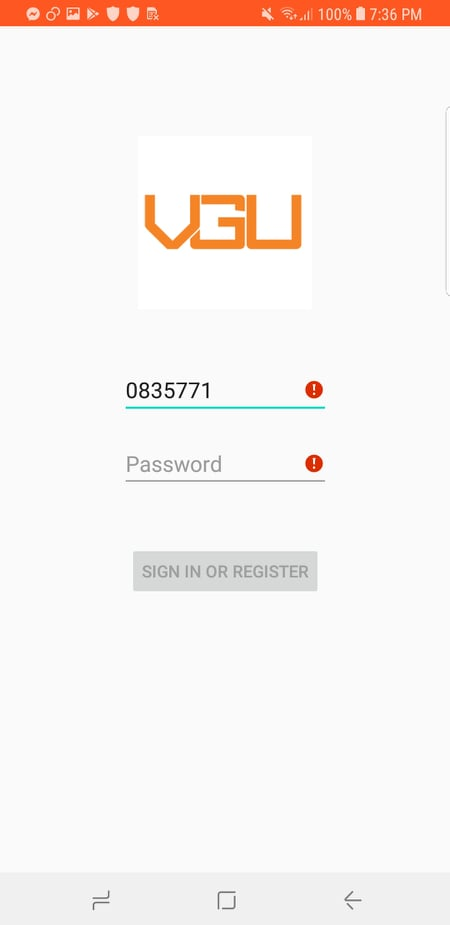 100% 7:36 PM
VGU
0835771
Password
SIGN IN OR REGISTER